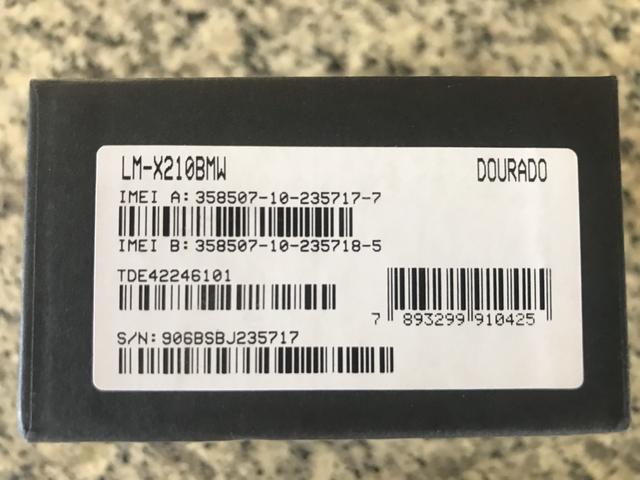 LM-X210BMW DOURADO
IMEI A: 358507-10-235717-7
IMEI B: 358507-10-235718-5
TDE42246101
7 893299 910425
S/N: 906BSBJ235717